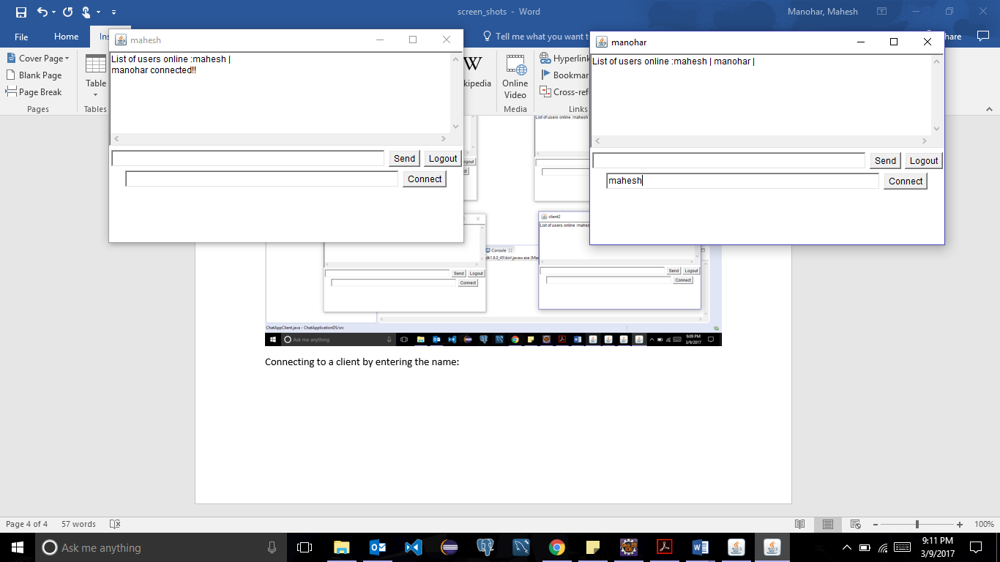 screen_shots - Word
Manohar, Mahesh
File
Home
Ins
Tell me what you want t
hare
Cover Page
Blank Page
Page Break
Pages
Table
Tables
kipedia
Online
Video
Media
Hyperlink
Bookmar
Cross-ref
Links
mahesh
List of users online :mahesh |
manohar connected!!
Send
Logout
Connect
manohar
List of users online :mahesh | manohar |
Send
Logout
mahesh
Connect
List of users online :mahesh
ogout
client2
List of users online :mahes
Console
dk1.8.0_45\bin\javaw.exe (Ma
Send
Logout
Connect
Send
Logout
Connect
ChatAppClient.java - ChatApplicationDS/src
Ask me anything
9:09 PM
3/9/2017
Connecting to a client by entering the name:
Page 4 of 4
57 words
100%
Ask me anything
9:11 PM
3/9/2017